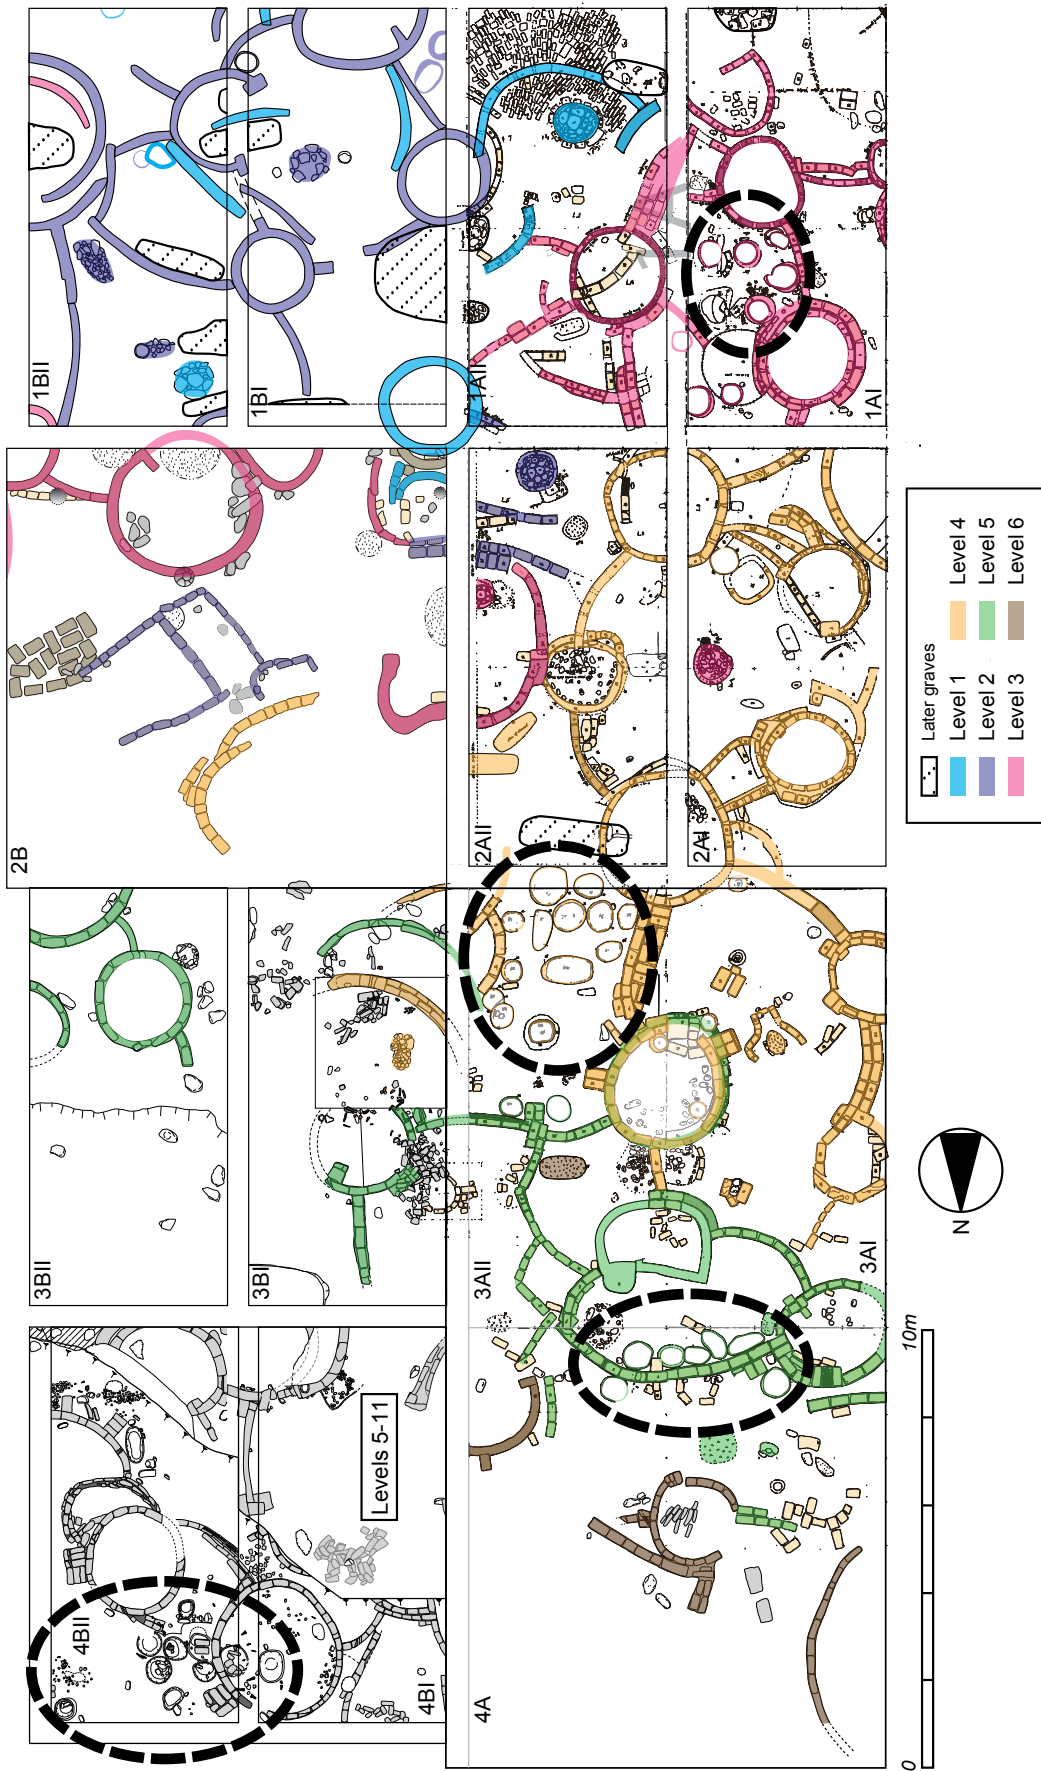 1BII
1BI
1AII
1AI
2B
2AII
2AI
3BII
3BI
3AII
3AI
4BII
4BI
4A
Levels 5-11
Later graves
Level 1
Level 2
Level 3
Level 4
Level 5
Level 6
N
0
10m